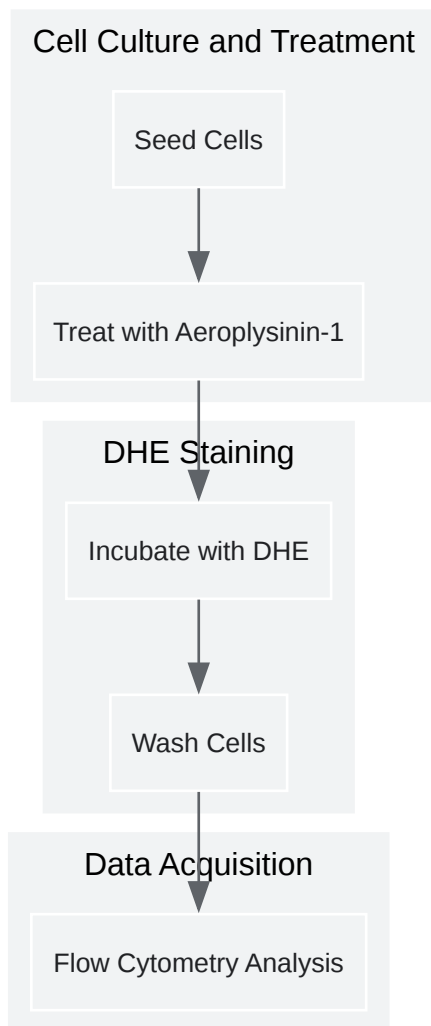 Cell Culture and Treatment
Seed Cells
Treat with Aeroplysinin-1
DHE Staining
Incubate with DHE
Wash Cells
Data Acquisition
Flow Cytometry Analysis